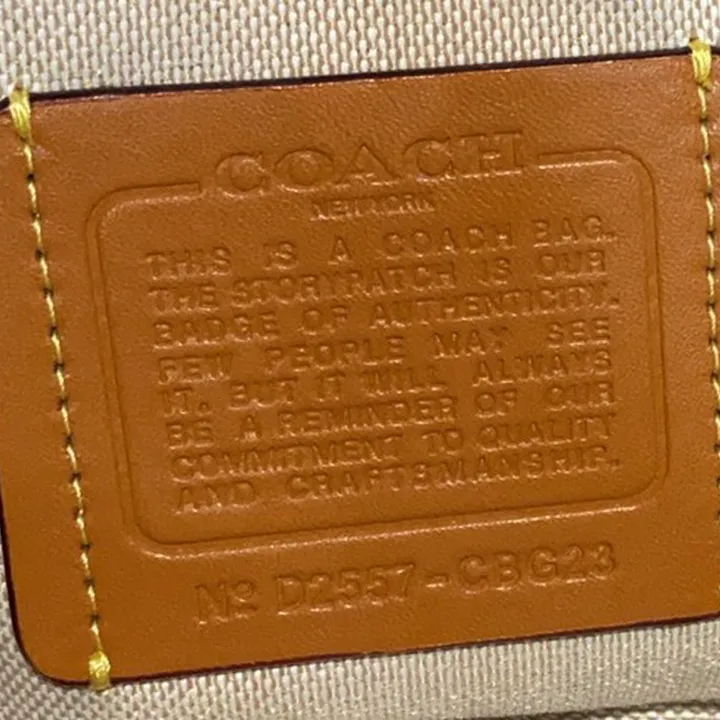 COACH
NEW YORK
THIS IS A COACH BAG.
THE STORYPATCH IS OUR
BADGE OF AUTHENTICITY.
FEW PEOPLE MAY SEE
IT. BUT IT WILL ALWAYS
BE A REMINDER OF OUR
COMMITMENT TO QUALITY
AND CRAFTSMANSHIP.
Nº D2557-CBG23